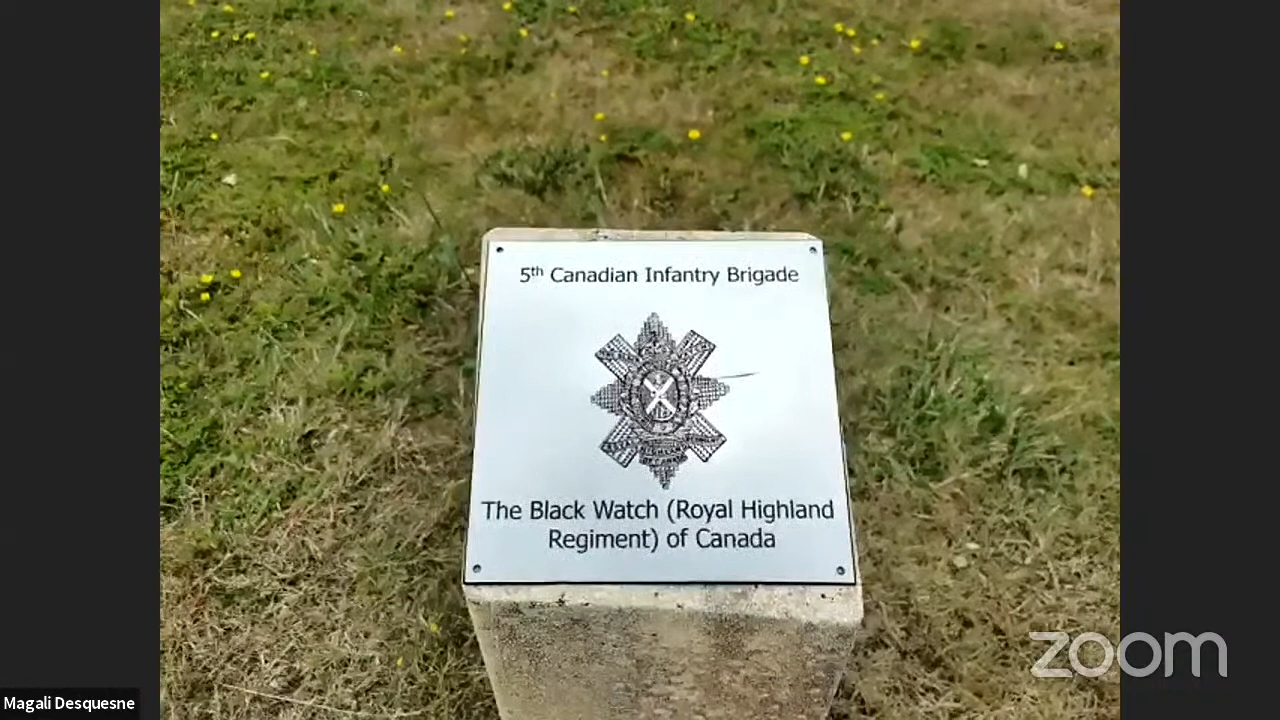 5th Canadian Infantry Brigade
The Black Watch (Royal Highland
Regiment) of Canada
zoom
Magali Desquesne